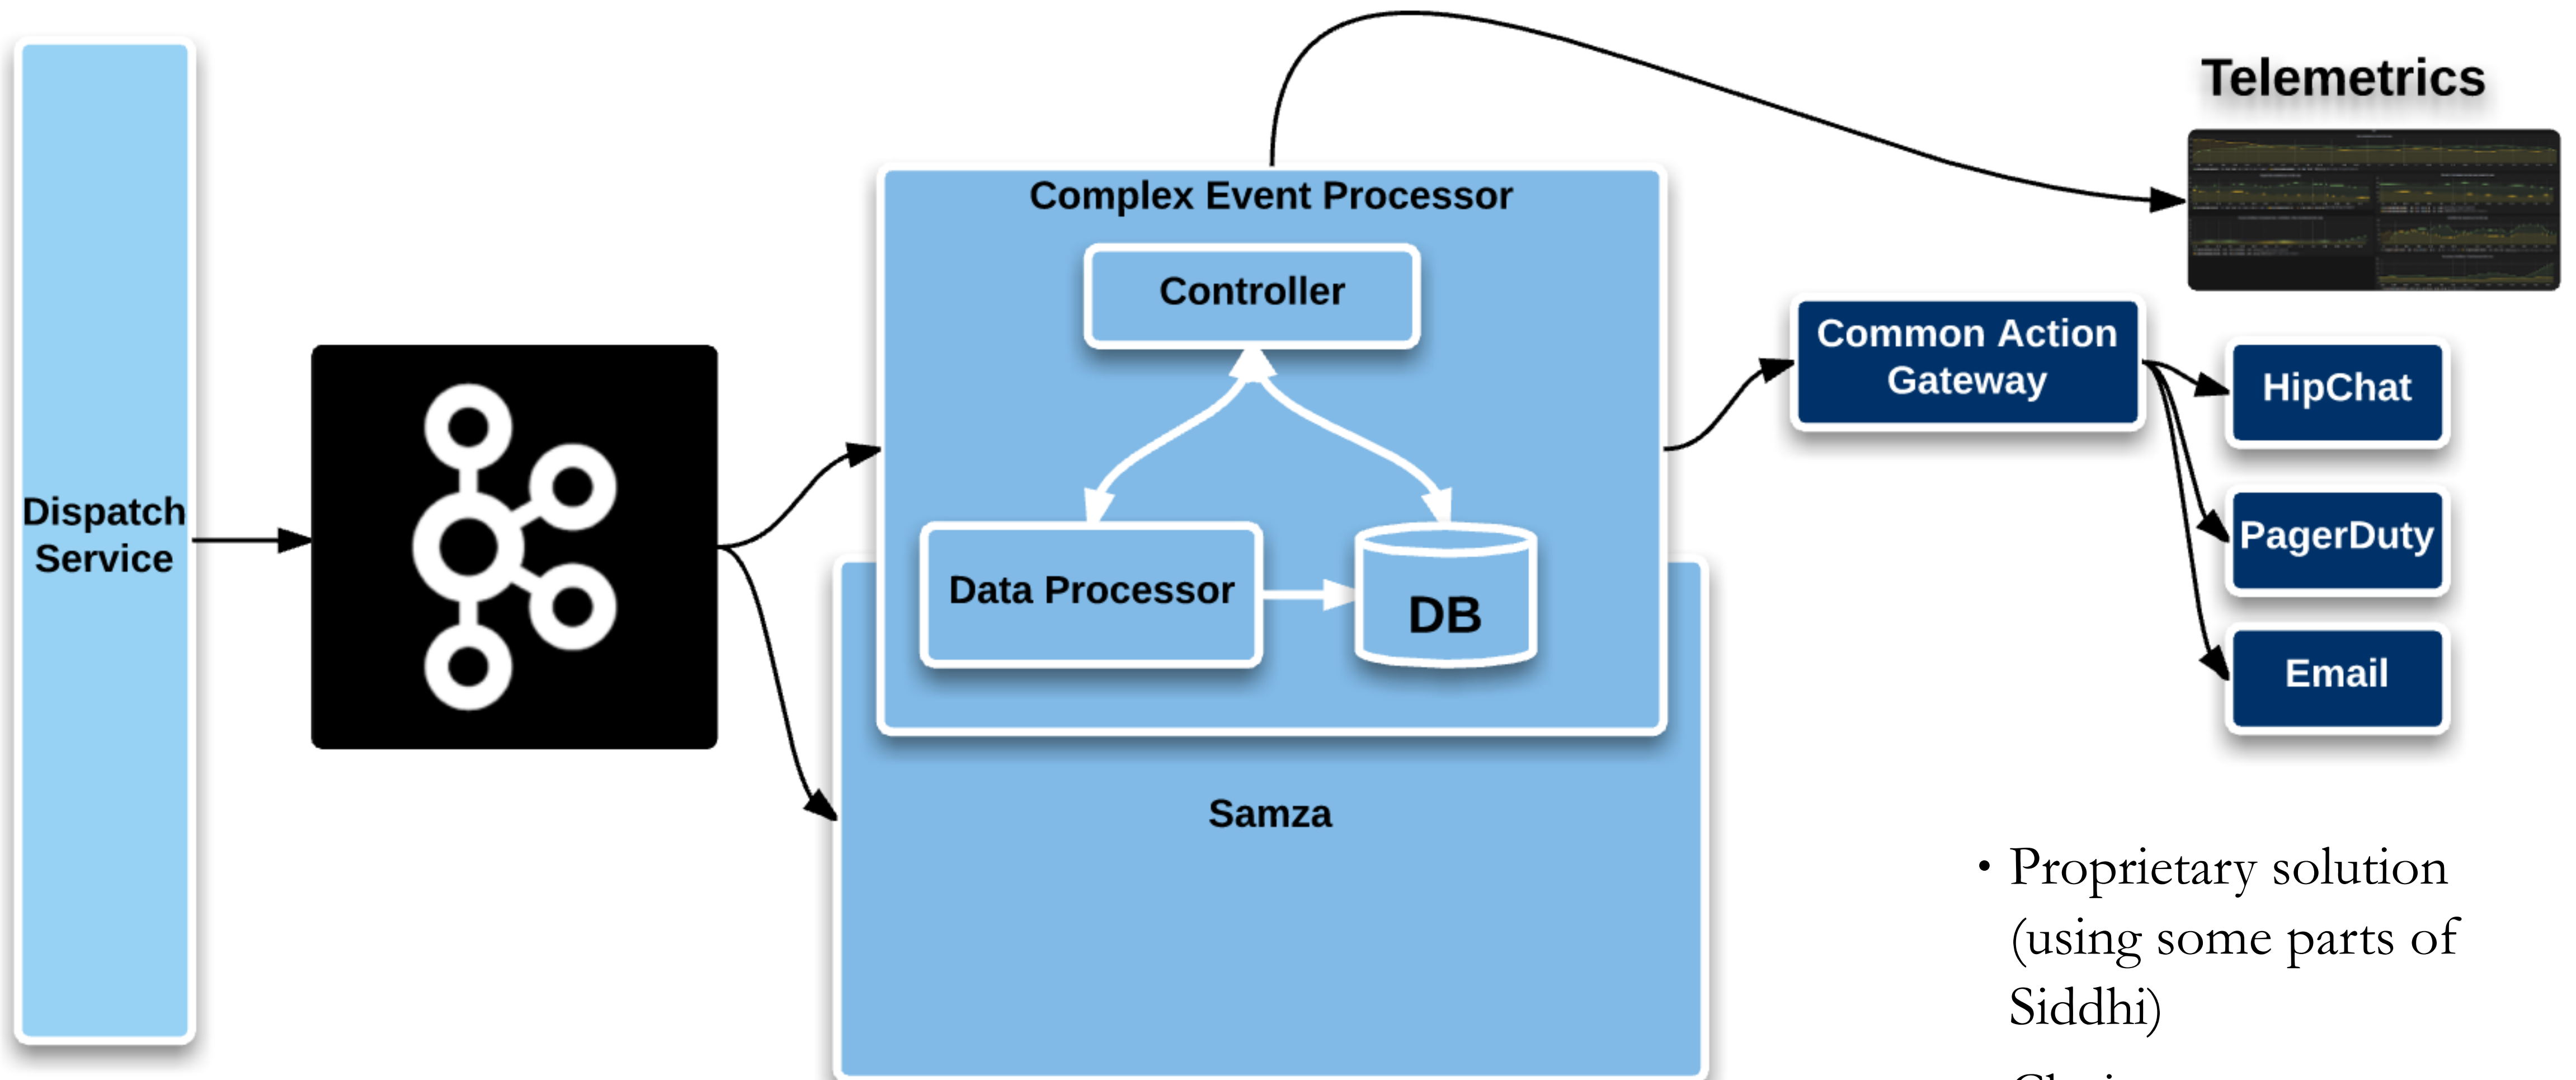 Telemetrics
Complex Event Processor
Controller
Common Action
Gateway
HipChat
Dispatch
Service
PagerDuty
Data Processor
DB
Email
Samza
• Proprietary solution
(using some parts of
Siddhi)